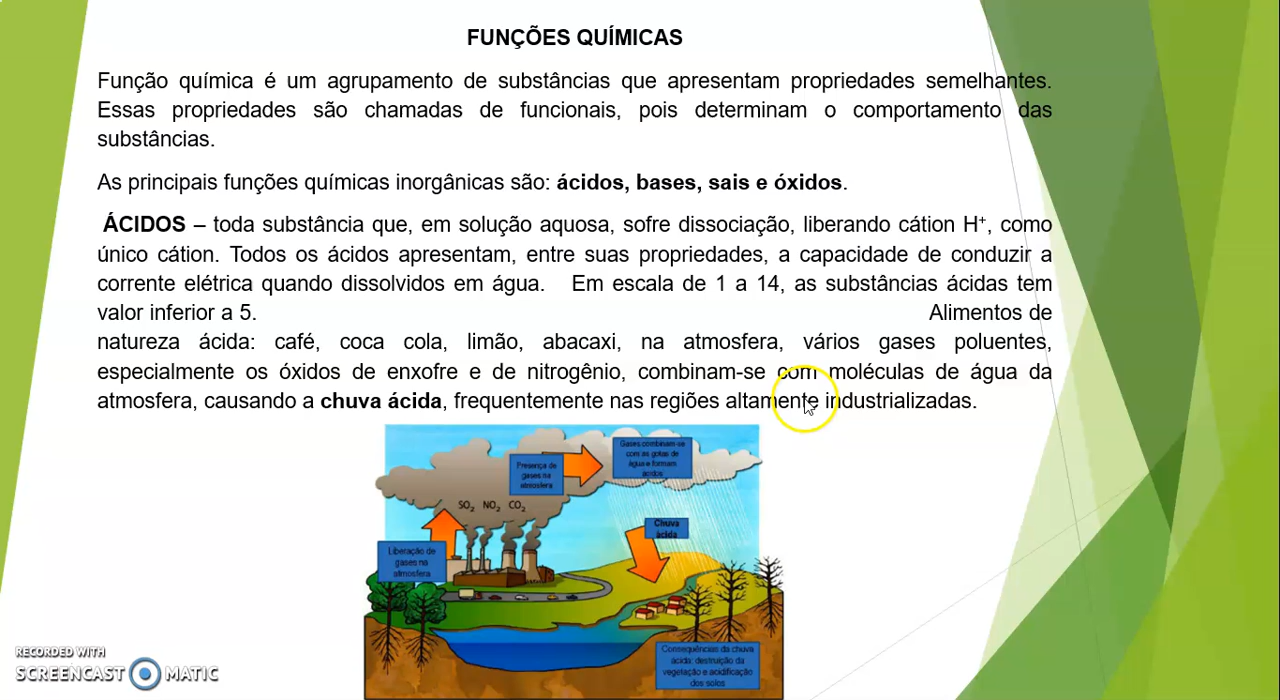 FUNÇÕES QUÍMICAS
Função química é um agrupamento de substâncias que apresentam propriedades semelhantes.
Essas propriedades são chamadas de funcionais, pois determinam o comportamento das
substâncias.
As principais funções químicas inorgânicas são: ácidos, bases, sais e óxidos.
ÁCIDOS – toda substância que, em solução aquosa, sofre dissociação, liberando cátion H⁺, como
único cátion. Todos os ácidos apresentam, entre suas propriedades, a capacidade de conduzir a
corrente elétrica quando dissolvidos em água. Em escala de 1 a 14, as substâncias ácidas tem
valor inferior a 5. Alimentos de
natureza ácida: café, coca cola, limão, abacaxi, na atmosfera, vários gases poluentes,
especialmente os óxidos de enxofre e de nitrogênio, combinam-se com moléculas de água da
atmosfera, causando a chuva ácida, frequentemente nas regiões altamente industrializadas.
Gases combinam-se
com as gotas de
água e formam
ácidos
Presença de
gases na
atmosfera
SO₂ NO₂ CO₂
Chuva
ácida
Liberação de
gases na
atmosfera
Consequências da chuva
ácida: destruição da
vegetação e acidificação
dos solos
RECORDED WITH
SCREENCAST MATIC